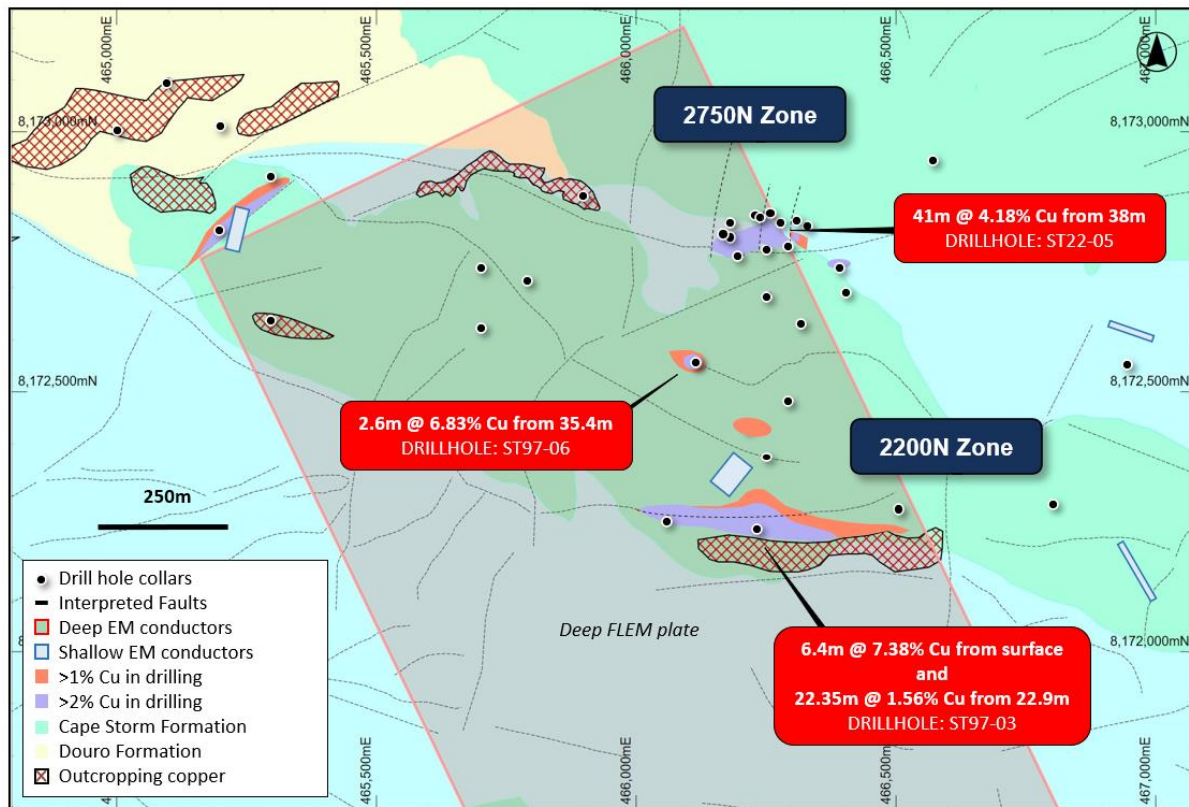 465,000mE
465,500mE
466,000mE
466,500mE
467,000mE
2750N Zone
8,173,000mN
8,173,000mN
41m @ 4.18% Cu from 38m
DRILLHOLE: ST22-05
8,172,500mN
8,172,500mN
2.6m @ 6.83% Cu from 35.4m
DRILLHOLE: ST97-06
2200N Zone
250m
Deep FLEM plate
6.4m @ 7.38% Cu from surface
and
22.35m @ 1.56% Cu from 22.9m
DRILLHOLE: ST97-03
8,172,000mN
Drill hole collars
Interpreted Faults
Deep EM conductors
Shallow EM conductors
>1% Cu in drilling
>2% Cu in drilling
Cape Storm Formation
Douro Formation
Outcropping copper
465,500mE
466,000mE
466,500mE
467,000mE